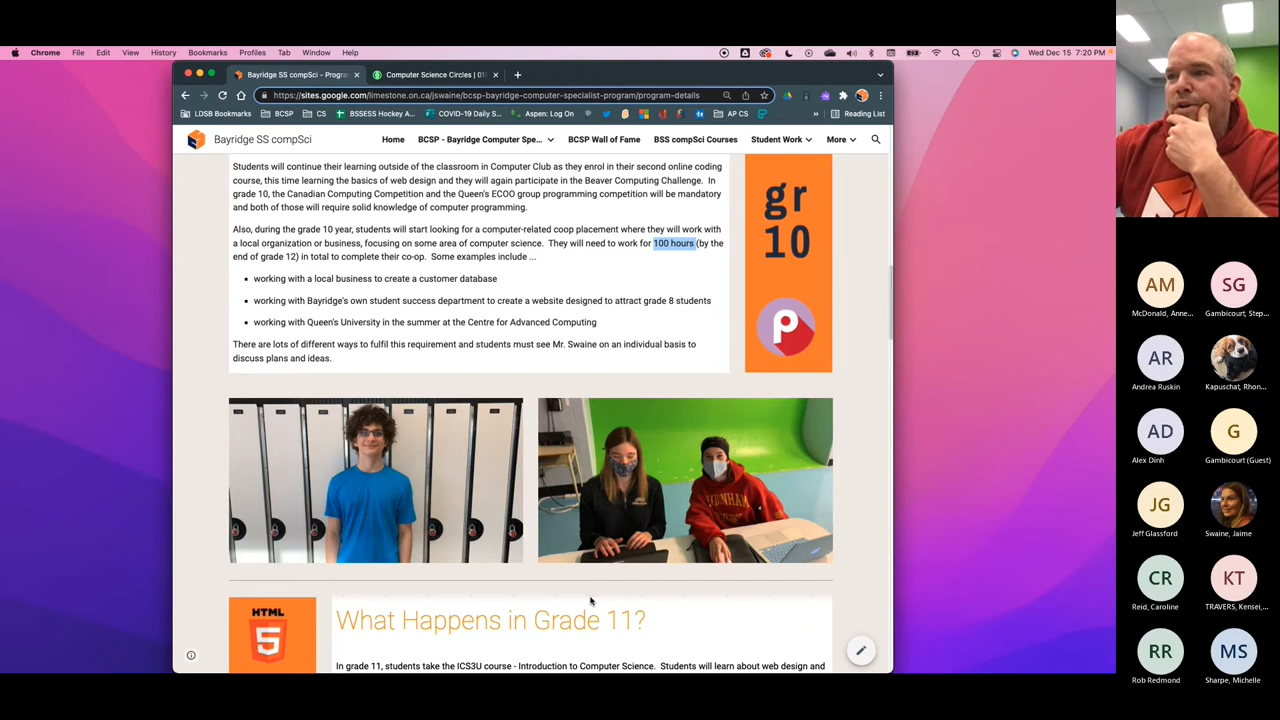 Chrome File Edit View History Bookmarks Profiles Tab Window Help
Wed Dec 15 7:20 PM
Bayridge SS compSci - Progra
Computer Science Circles | 01
https://sites.google.com/limestone.on.ca/jswaine/bcsp-bayridge-computer-specialist-program/program-details
LDSB Bookmarks BCSP CS BSSESS Hockey A... COVID-19 Daily S... Aspen: Log On AP CS » Reading List
Bayridge SS compSci
Home BCSP - Bayridge Computer Spe... BCSP Wall of Fame BSS compSci Courses Student Work More
Students will continue their learning outside of the classroom in Computer Club as they enrol in their second online coding
course, this time learning the basics of web design and they will again participate in the Beaver Computing Challenge. In
grade 10, the Canadian Computing Competition and the Queen's ECOO group programming competition will be mandatory
and both of those will require solid knowledge of computer programming.
Also, during the grade 10 year, students will start looking for a computer-related coop placement where they will work with
a local organization or business, focusing on some area of computer science. They will need to work for 100 hours (by the
end of grade 12) in total to complete their co-op. Some examples include ...
▪ working with a local business to create a customer database
▪ working with Bayridge's own student success department to create a website designed to attract grade 8 students
▪ working with Queen's University in the summer at the Centre for Advanced Computing
There are lots of different ways to fulfil this requirement and students must see Mr. Swaine on an individual basis to
discuss plans and ideas.
gr
10
P
HTML
5
What Happens in Grade 11?
In grade 11, students take the ICS3U course - Introduction to Computer Science. Students will learn about web design and
AM SG
McDonald, Anne... Gambicourt, Step...
AR
Andrea Ruskin Kapuschat, Rhon...
AD G
Alex Dinh Gambicourt (Guest)
JG
Jeff Glassford Swaine, Jaime
CR KT
Reid, Caroline TRAVERS, Kensei,...
RR MS
Rob Redmond Sharpe, Michelle